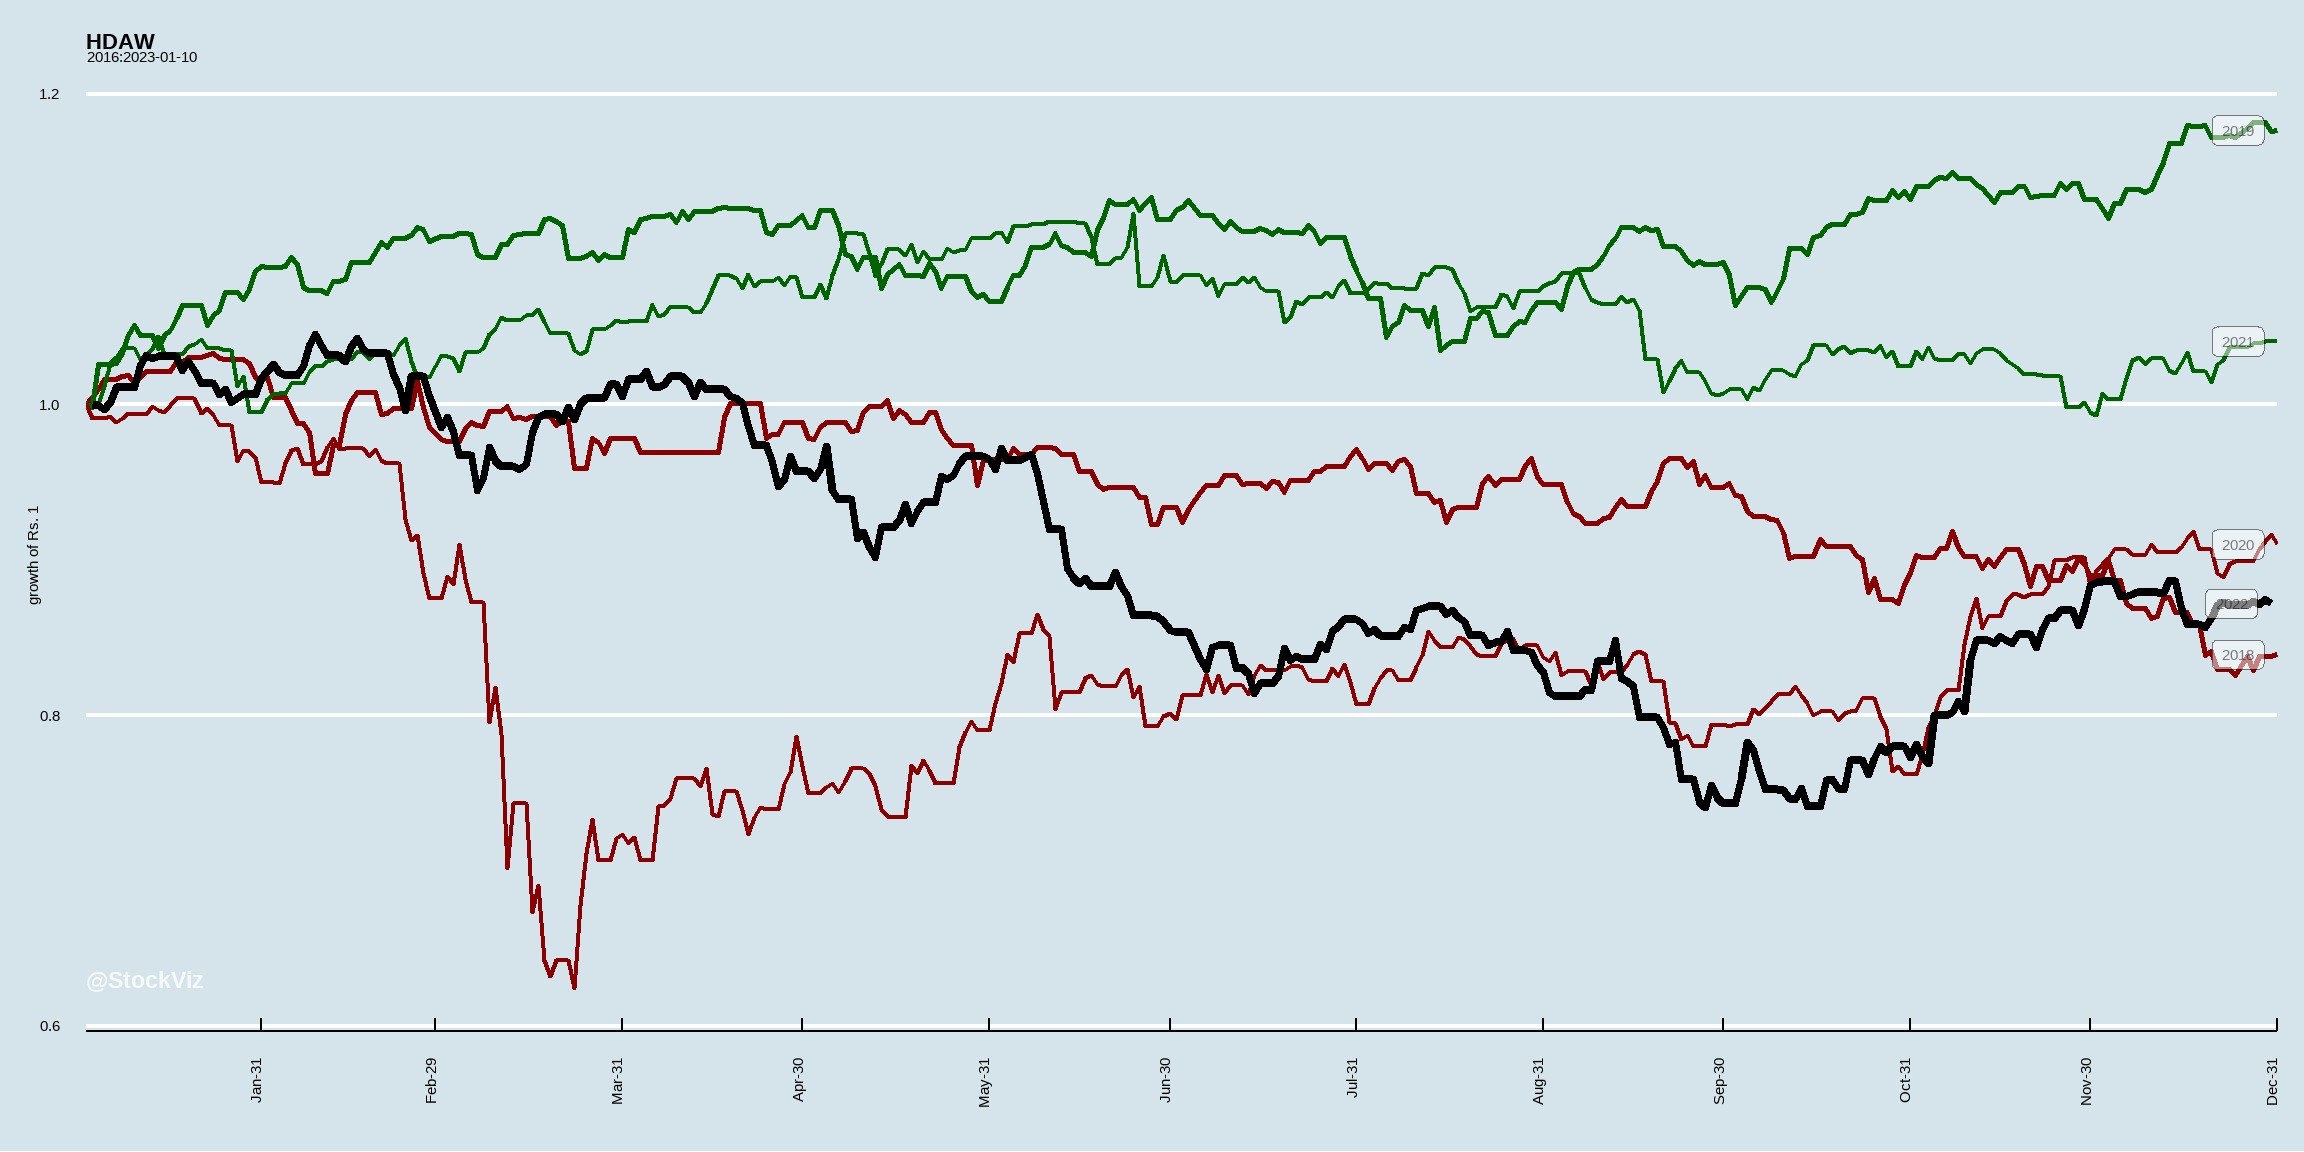 HDAW
2016:2023-01-10
1.2
1.0
0.8
0.6
growth of Rs. 1
2019
2021
2020
2022
2018
@StockViz
Jan-31
Feb-29
Mar-31
Apr-30
May-31
Jun-30
Jul-31
Aug-31
Sep-30
Oct-31
Nov-30
Dec-31